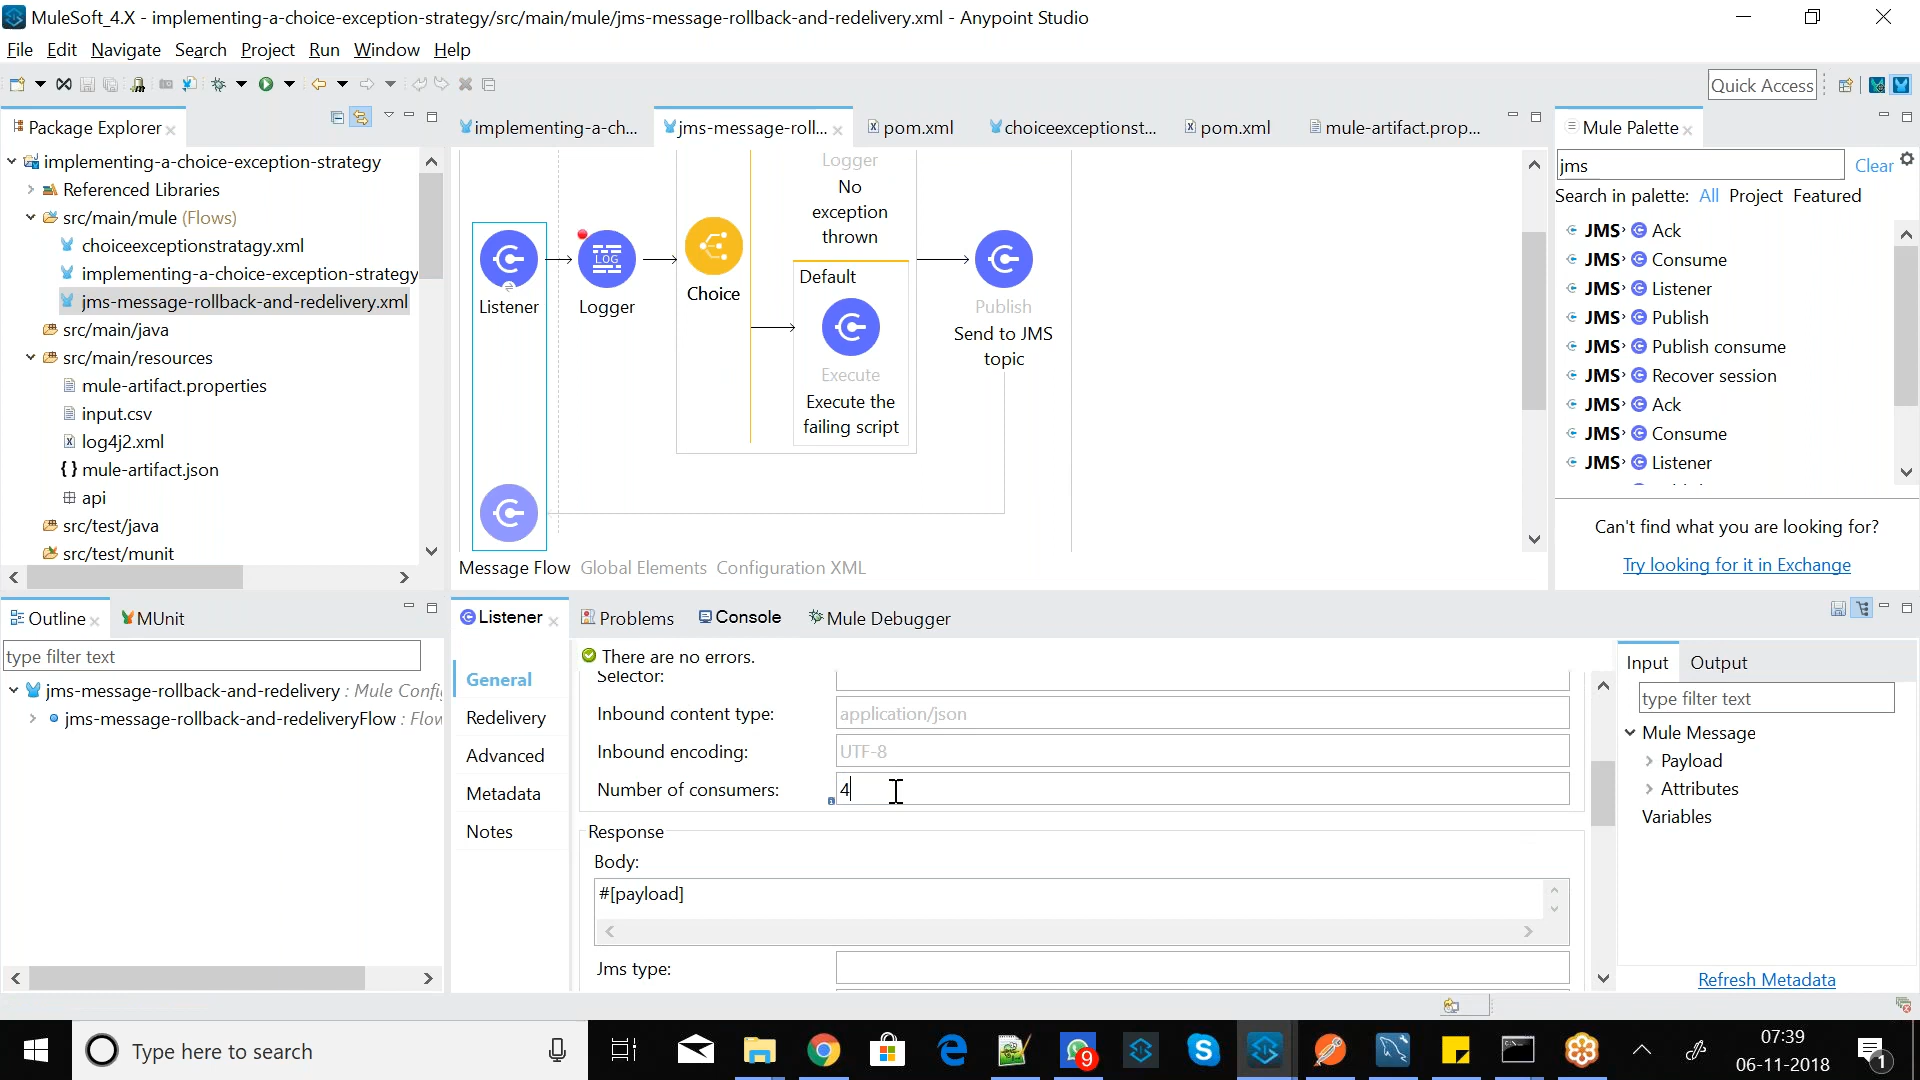 MuleSoft_4.X - implementing-a-choice-exception-strategy/src/main/mule/jms-message-rollback-and-redelivery.xml - Anypoint Studio
File Edit Navigate Search Project Run Window Help
Quick Access
Package Explorer
implementing-a-choice-exception-strategy
Referenced Libraries
src/main/mule (Flows)
choiceexceptionstratagy.xml
implementing-a-choice-exception-strategy
jms-message-rollback-and-redelivery.xml
src/main/java
src/main/resources
mule-artifact.properties
input.csv
log4j2.xml
mule-artifact.json
api
src/test/java
src/test/munit
implementing-a-ch...
jms-message-roll...
pom.xml
choiceexceptionst...
pom.xml
mule-artifact.prop...
Logger
No
exception
thrown
Listener
LOG
Logger
Choice
Default
Execute
Execute the
failing script
Publish
Send to JMS
topic
Message Flow Global Elements Configuration XML
Mule Palette
jms
Clear
Search in palette: All Project Featured
JMS Ack
JMS Consume
JMS Listener
JMS Publish
JMS Publish consume
JMS Recover session
JMS Ack
JMS Consume
JMS Listener
Can't find what you are looking for?
Try looking for it in Exchange
Outline
MUnit
type filter text
jms-message-rollback-and-redelivery : Mule Confi
jms-message-rollback-and-redeliveryFlow : Flow
Listener
Problems
Console
Mule Debugger
There are no errors.
General
Redelivery
Advanced
Metadata
Notes
Selector:
Inbound content type: application/json
Inbound encoding: UTF-8
Number of consumers: 4
Response
Body:
#[payload]
Jms type:
Input Output
type filter text
Mule Message
Payload
Attributes
Variables
Refresh Metadata
Type here to search
9
07:39
06-11-2018
1